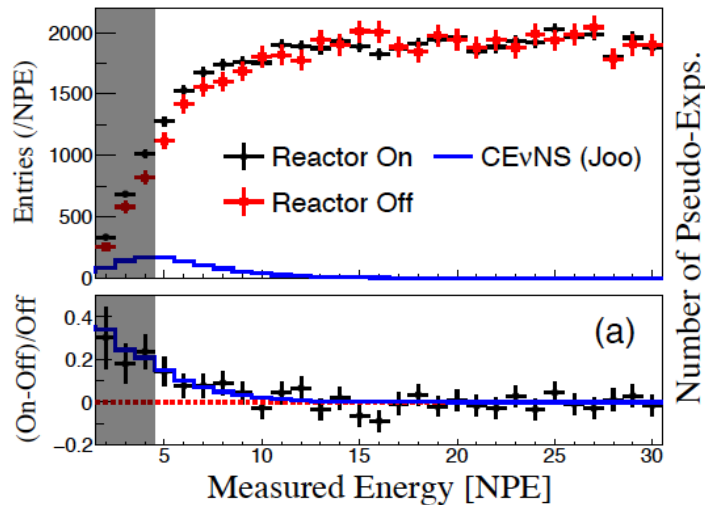 2000
1500
1000
500
0
Entries (/NPE)
Reactor On
CEνNS (Joo)
Reactor Off
0.4
0.2
0
−0.2
(On-Off)/Off
(a)
5 10 15 20 25 30
Measured Energy [NPE]
Number of Pseudo-Exps.